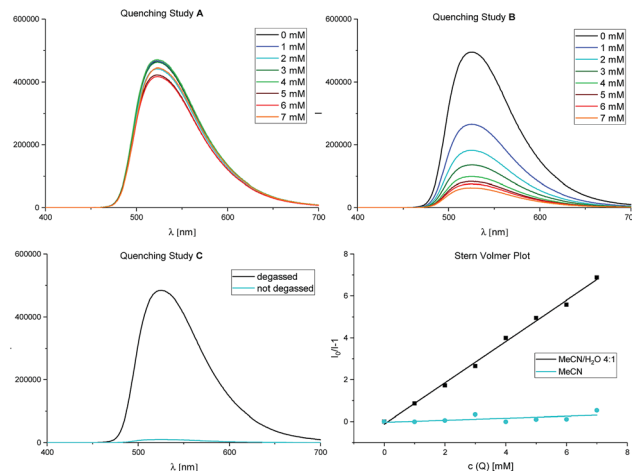 Quenching Study A
600000
400000
200000
0
400
500
600
700
λ [nm]
0 mM
1 mM
2 mM
3 mM
4 mM
5 mM
6 mM
7 mM
Quenching Study B
I
600000
400000
200000
0
400
500
600
700
λ [nm]
0 mM
1 mM
2 mM
3 mM
4 mM
5 mM
6 mM
7 mM
Quenching Study C
600000
400000
200000
0
400
500
600
700
λ [nm]
degassed
not degassed
Stern Volmer Plot
I₀/I-1
6
4
2
0
0
2
4
6
8
c (Q) [mM]
MeCN/H₂O 4:1
MeCN